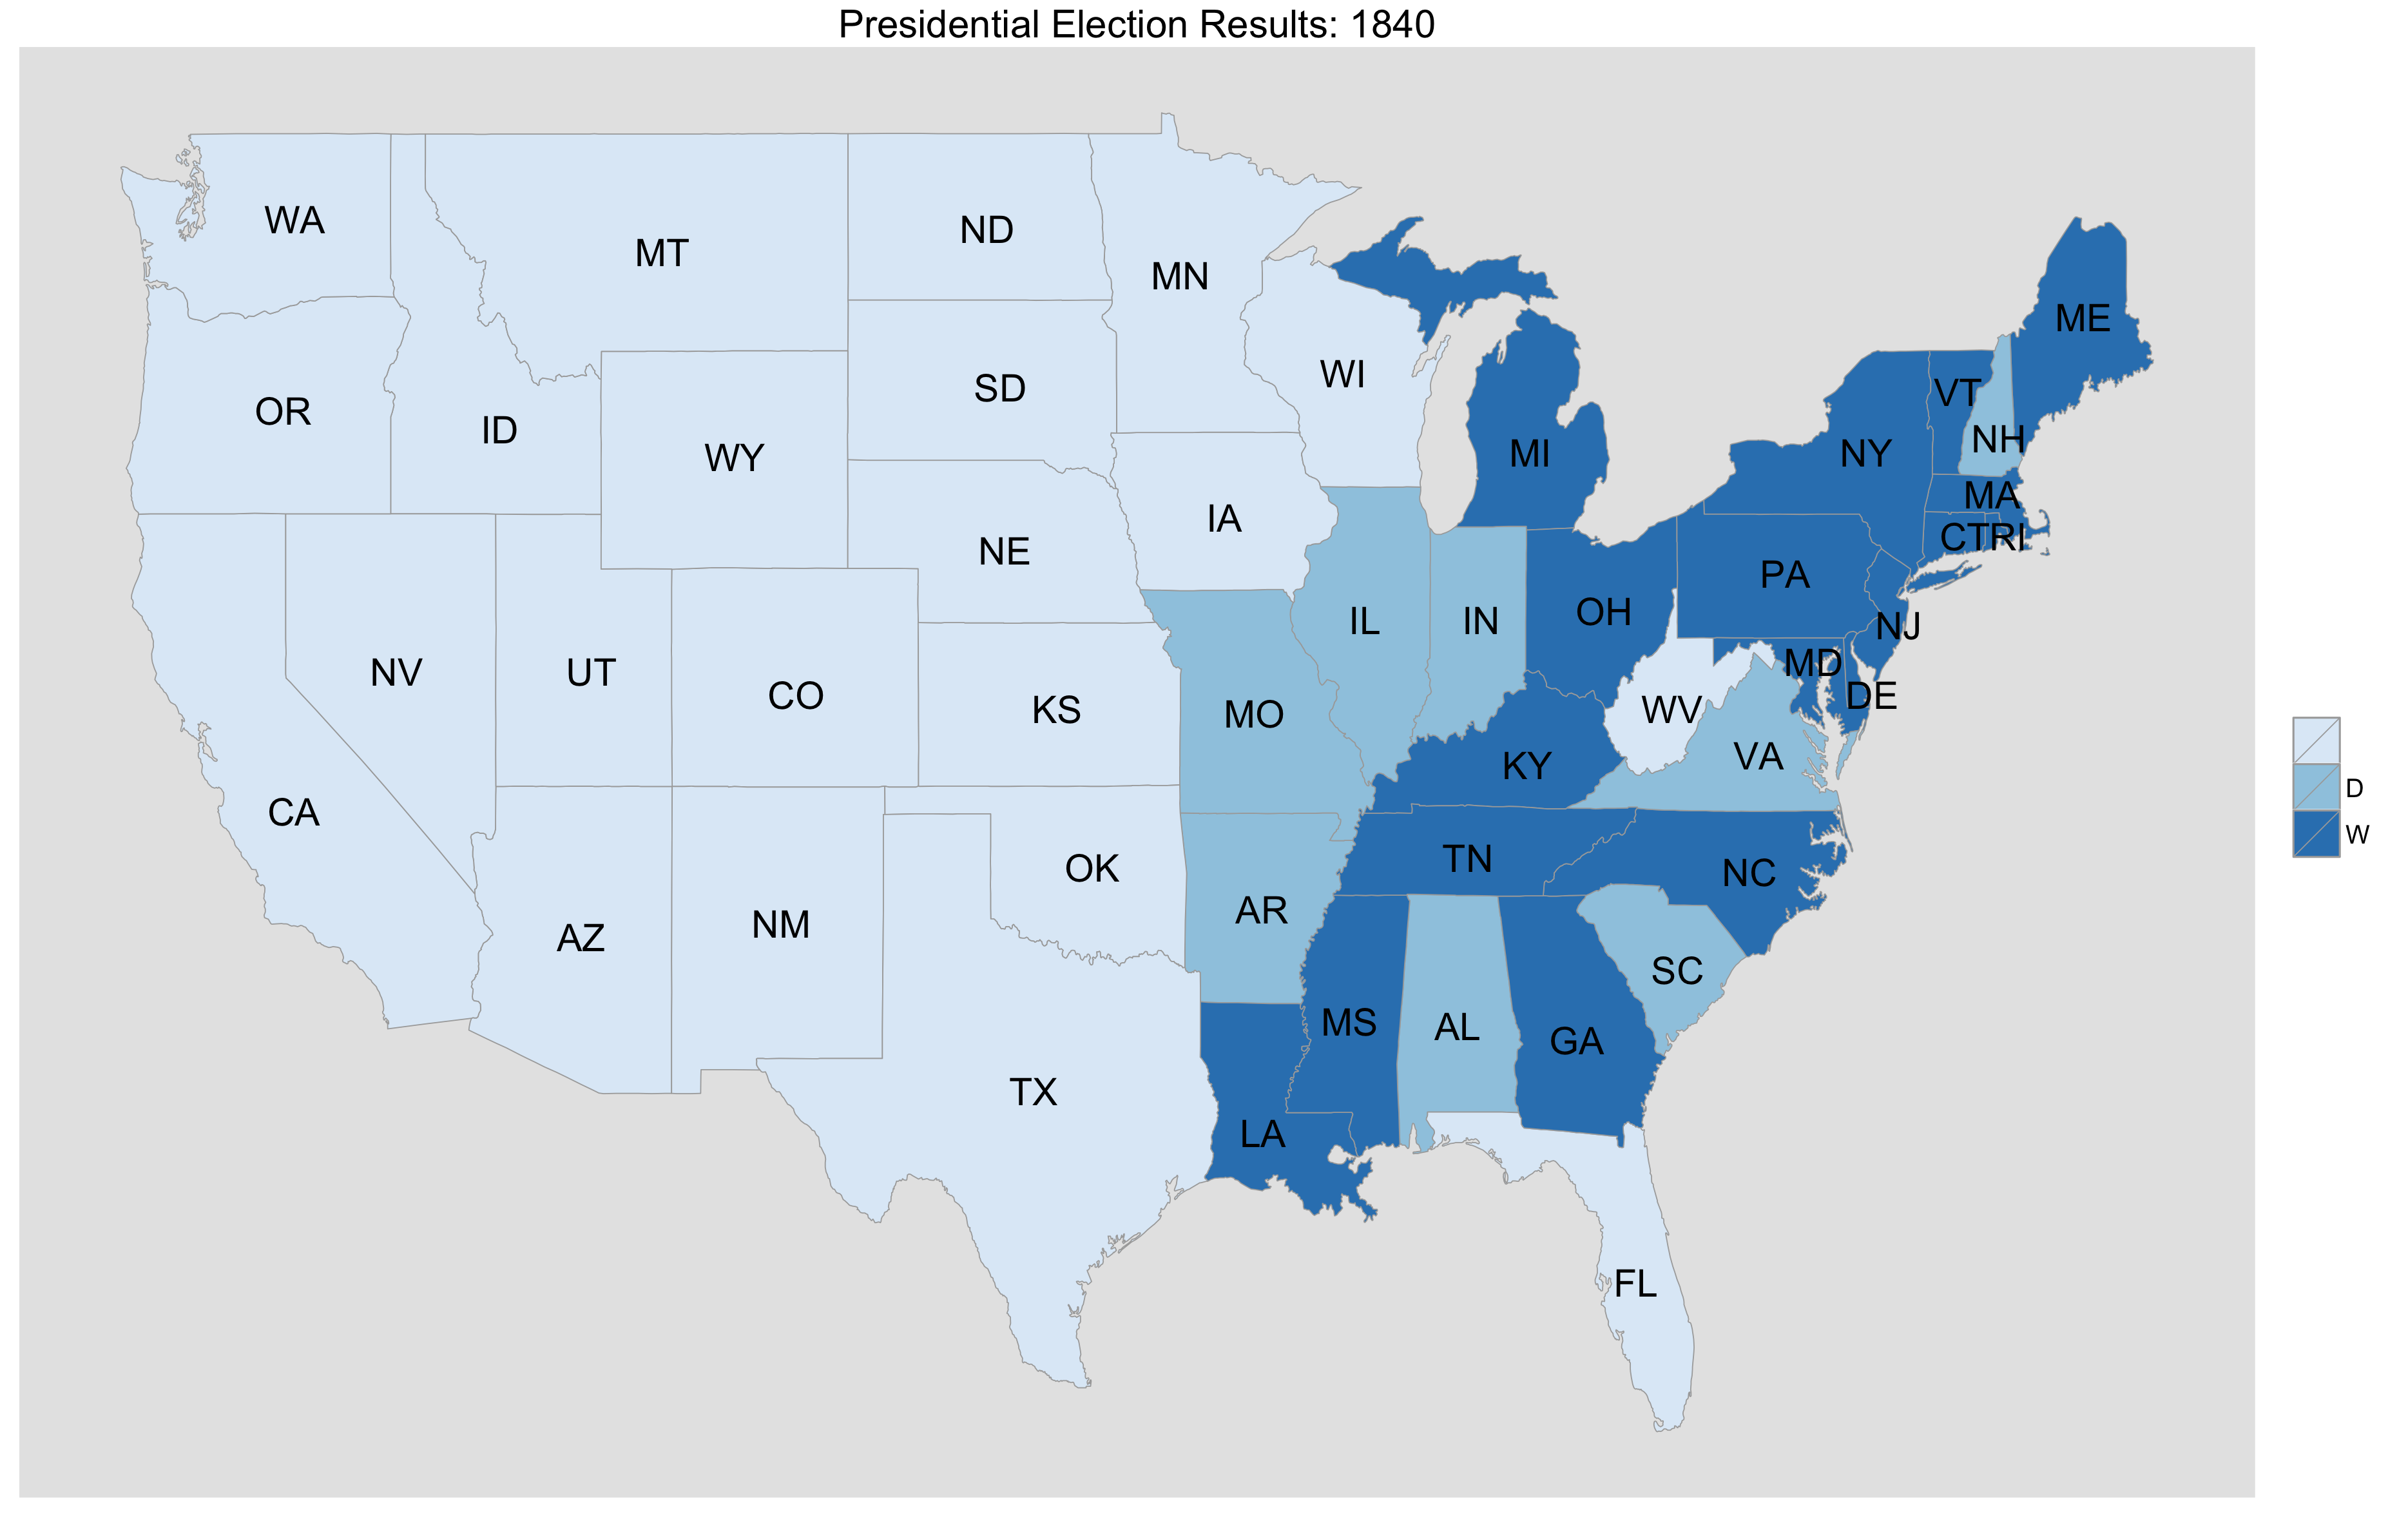 Presidential Election Results: 1840
WA
MT
ND
MN
ME
WI
SD
VT
OR
ID
NH
WY
MI
NY
MA
IA
CTRI
NE
PA
OH
IL
IN
NJ
MD
NV
UT
CO
DE
KS
WV
MO
VA
KY
D
CA
W
TN
OK
NC
AR
NM
AZ
SC
MS
AL
GA
TX
LA
FL